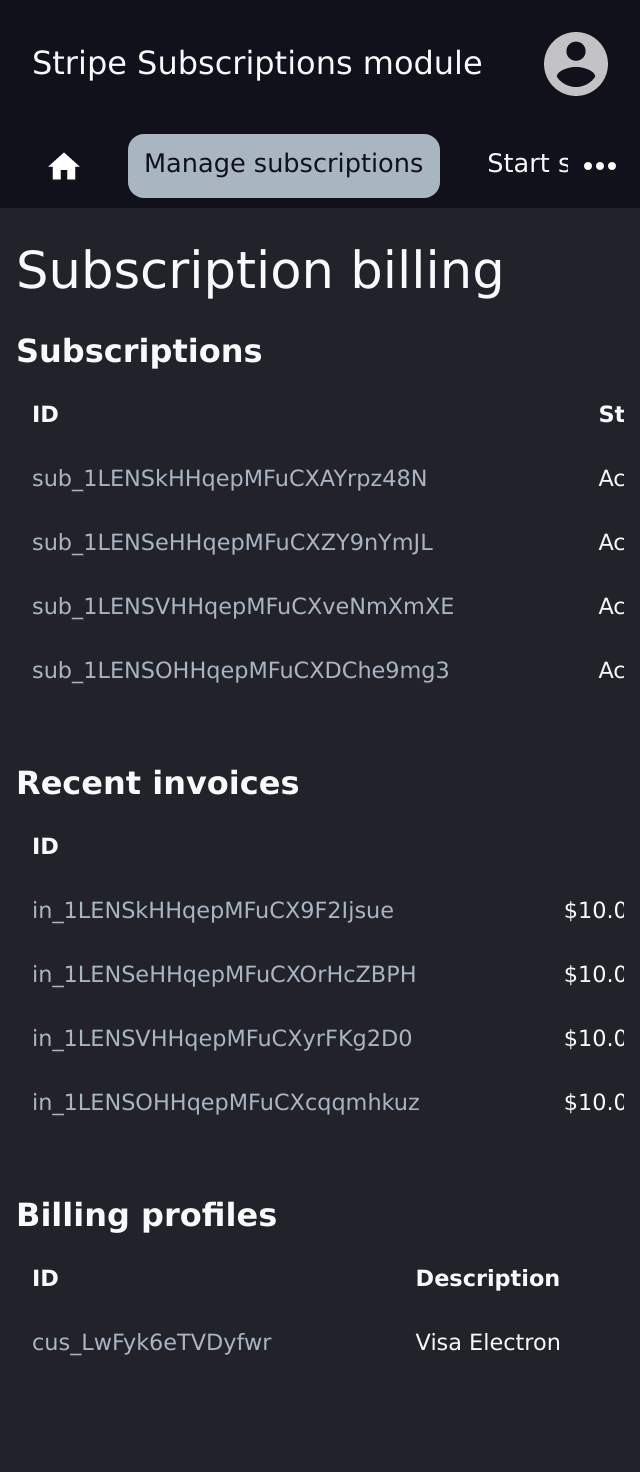 Stripe Subscriptions module
Manage subscriptions Start s
Subscription billing
Subscriptions
ID St
sub_1LENSkHHqepMFuCXAYrpz48N Ac
sub_1LENSeHHqepMFuCXZY9nYmJL Ac
sub_1LENSVHHqepMFuCXveNmXmXE Ac
sub_1LENSOHHqepMFuCXDChe9mg3 Ac
Recent invoices
ID
in_1LENSkHHqepMFuCX9F2Ijsue $10.0
in_1LENSeHHqepMFuCXOrHcZBPH $10.0
in_1LENSVHHqepMFuCXyrFKg2D0 $10.0
in_1LENSOHHqepMFuCXcqqmhkuz $10.0
Billing profiles
ID Description
cus_LwFyk6eTVDyfwr Visa Electron